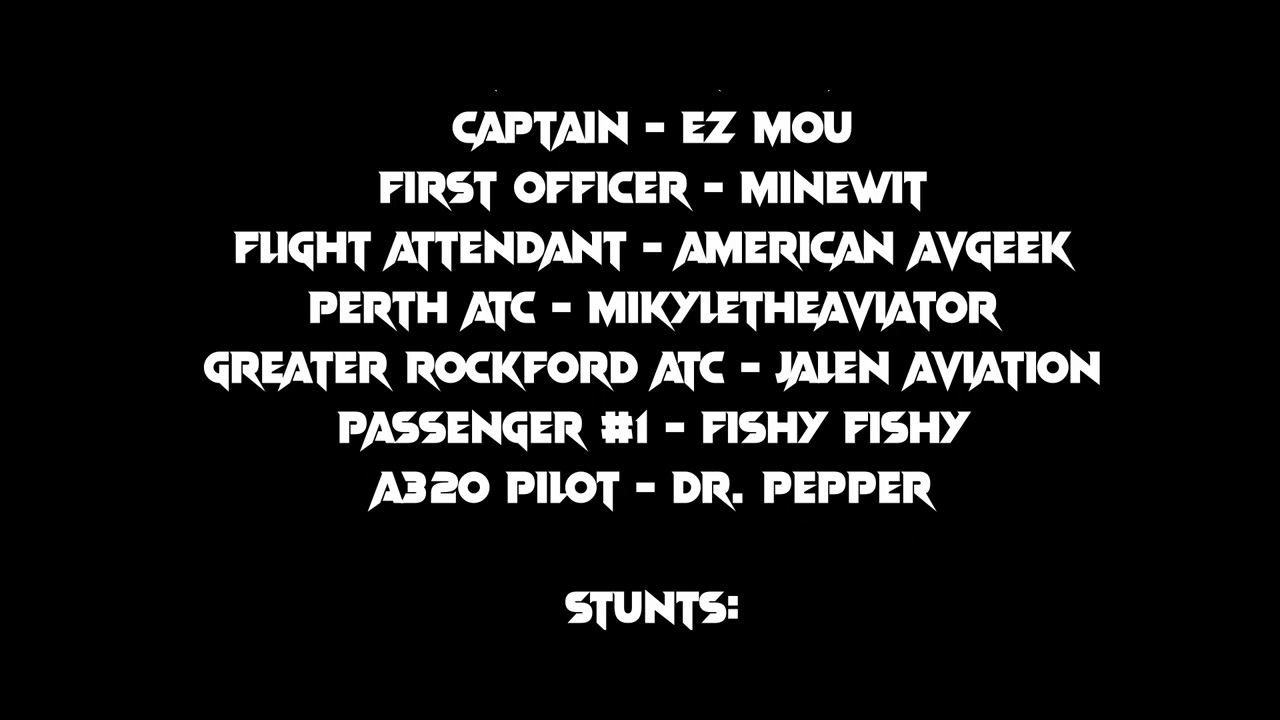 CAPTAIN - EZ MOU
FIRST OFFICER - MINEWIT
FLIGHT ATTENDANT - AMERICAN AVGEEK
PERTH ATC - MIKYLETHEAVIATOR
GREATER ROCKFORD ATC - JALEN AVIATION
PASSENGER #1 - FISHY FISHY
A320 PILOT - DR. PEPPER
STUNTS: